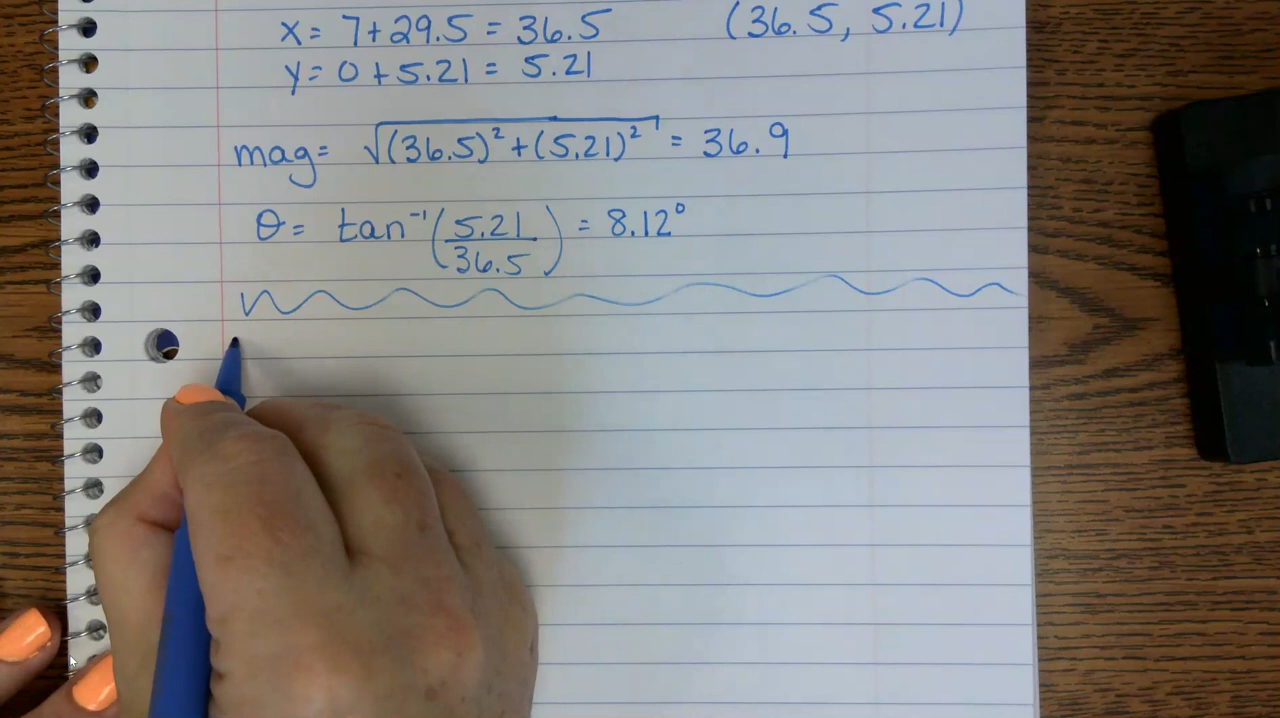 x= 7+29.5 = 36.5 (36.5, 5.21)
y= 0 + 5.21 = 5.21
mag= √(36.5)²+(5.21)² = 36.9
θ= tan⁻¹(5.21/36.5) = 8.12°